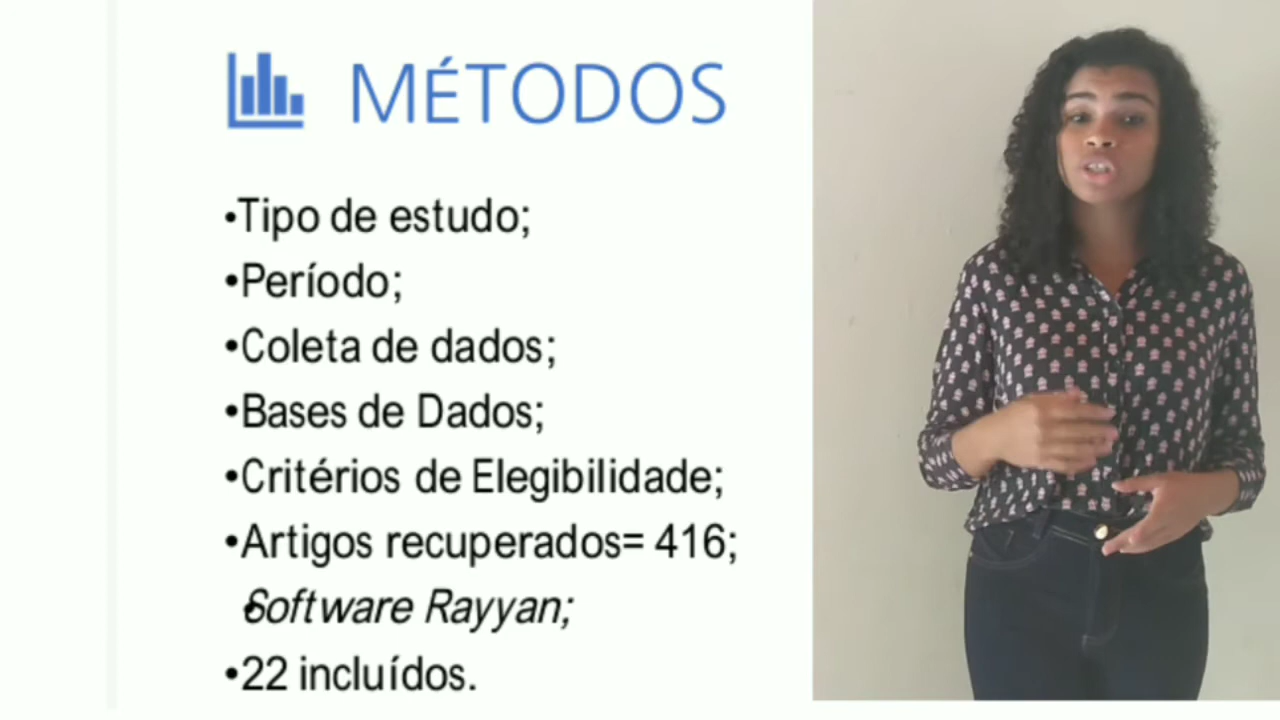 MÉTODOS
•Tipo de estudo;
•Período;
•Coleta de dados;
•Bases de Dados;
•Critérios de Elegibilidade;
•Artigos recuperados= 416;
•Software Rayyan;
•22 incluídos.